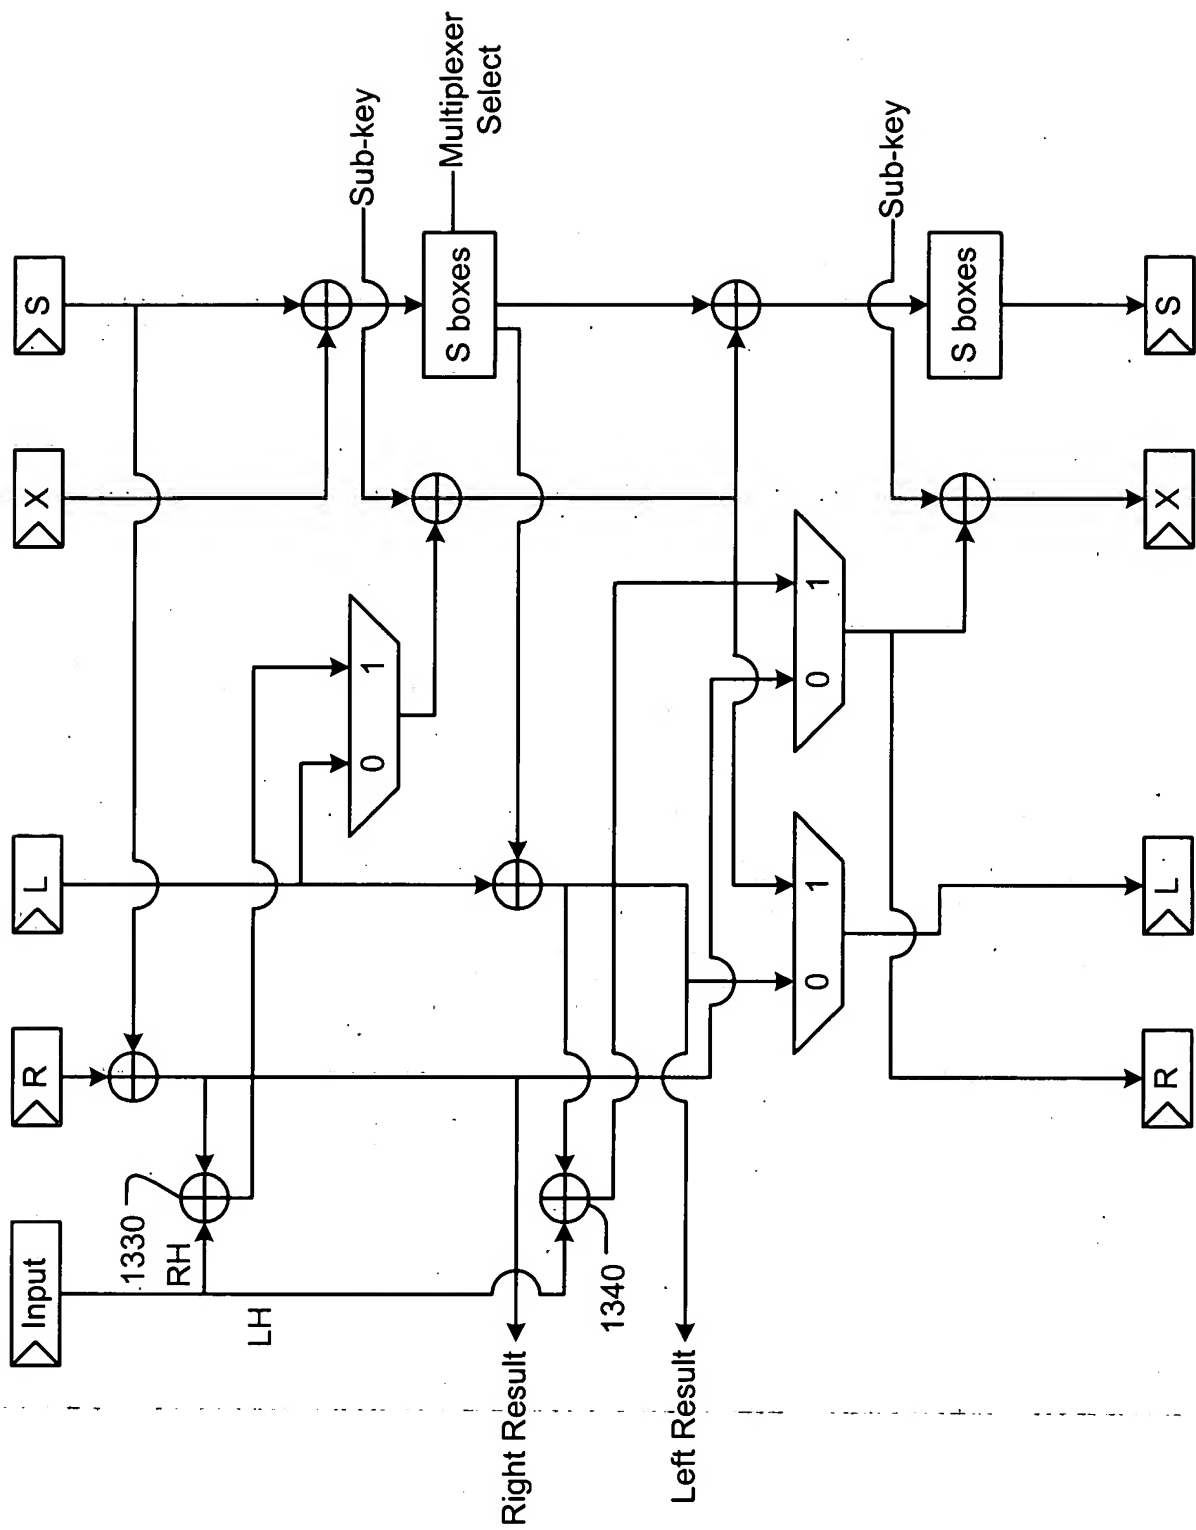 Input
R
L
X
S
1330
RH
LH
Sub-key
Multiplexer
Select
0
1
S boxes
1340
Right Result
Left Result
0
1
0
1
Sub-key
S boxes
R
L
X
S